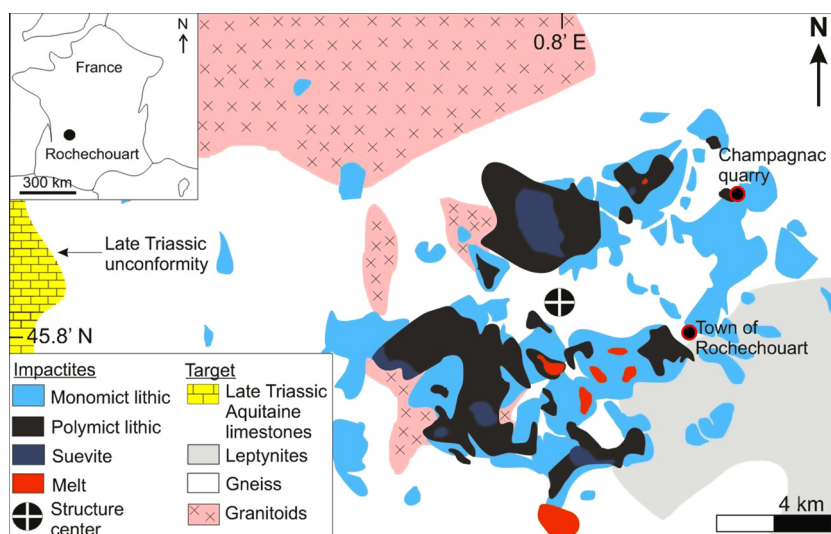 N
France
Rochechouart
300 km
0.8’ E
N
Champagnac
quarry
Late Triassic
unconformity
45.8’ N
Town of
Rochechouart
Impactites
Monomict lithic
Polymict lithic
Suevite
Melt
Structure
center
Target
Late Triassic
Aquitaine
limestones
Leptynites
Gneiss
Granitoids
4 km